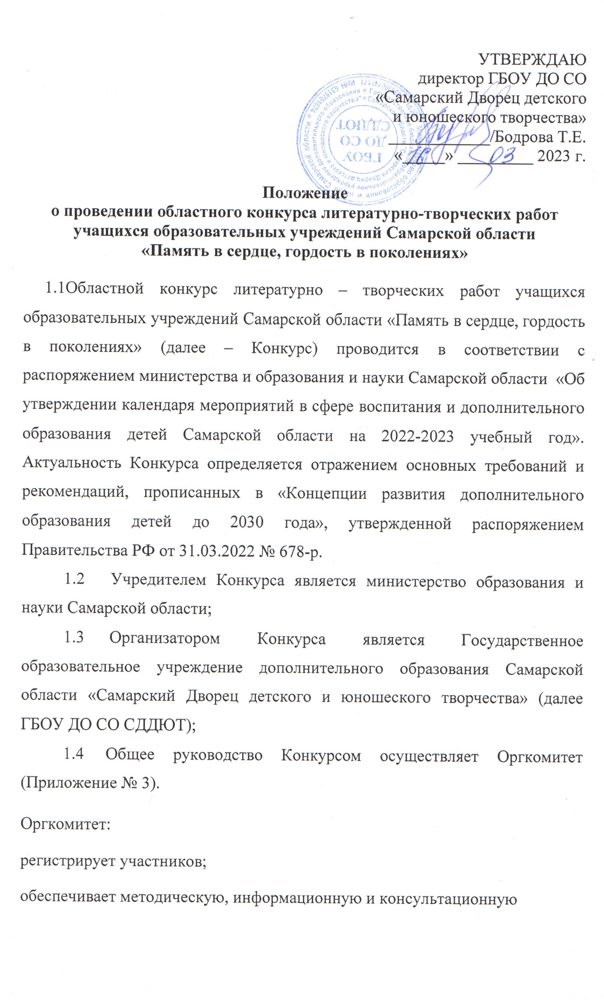 УТВЕРЖДАЮ
директор ГБОУ ДО СО
«Самарский Дворец детского
и юношеского творчества»
____________/Бодрова Т.Е.
«16» 03 2023 г.
ГБОУ
ДО СО
СДДЮТ
Положение
о проведении областного конкурса литературно-творческих работ
учащихся образовательных учреждений Самарской области
«Память в сердце, гордость в поколениях»
1.1Областной конкурс литературно – творческих работ учащихся
образовательных учреждений Самарской области «Память в сердце, гордость
в поколениях» (далее – Конкурс) проводится в соответствии с
распоряжением министерства и образования и науки Самарской области «Об
утверждении календаря мероприятий в сфере воспитания и дополнительного
образования детей Самарской области на 2022-2023 учебный год».
Актуальность Конкурса определяется отражением основных требований и
рекомендаций, прописанных в «Концепции развития дополнительного
образования детей до 2030 года», утвержденной распоряжением
Правительства РФ от 31.03.2022 № 678-р.
1.2 Учредителем Конкурса является министерство образования и
науки Самарской области;
1.3 Организатором Конкурса является Государственное
образовательное учреждение дополнительного образования Самарской
области «Самарский Дворец детского и юношеского творчества» (далее
ГБОУ ДО СО СДДЮТ);
1.4 Общее руководство Конкурсом осуществляет Оргкомитет
(Приложение № 3).
Оргкомитет:
регистрирует участников;
обеспечивает методическую, информационную и консультационную